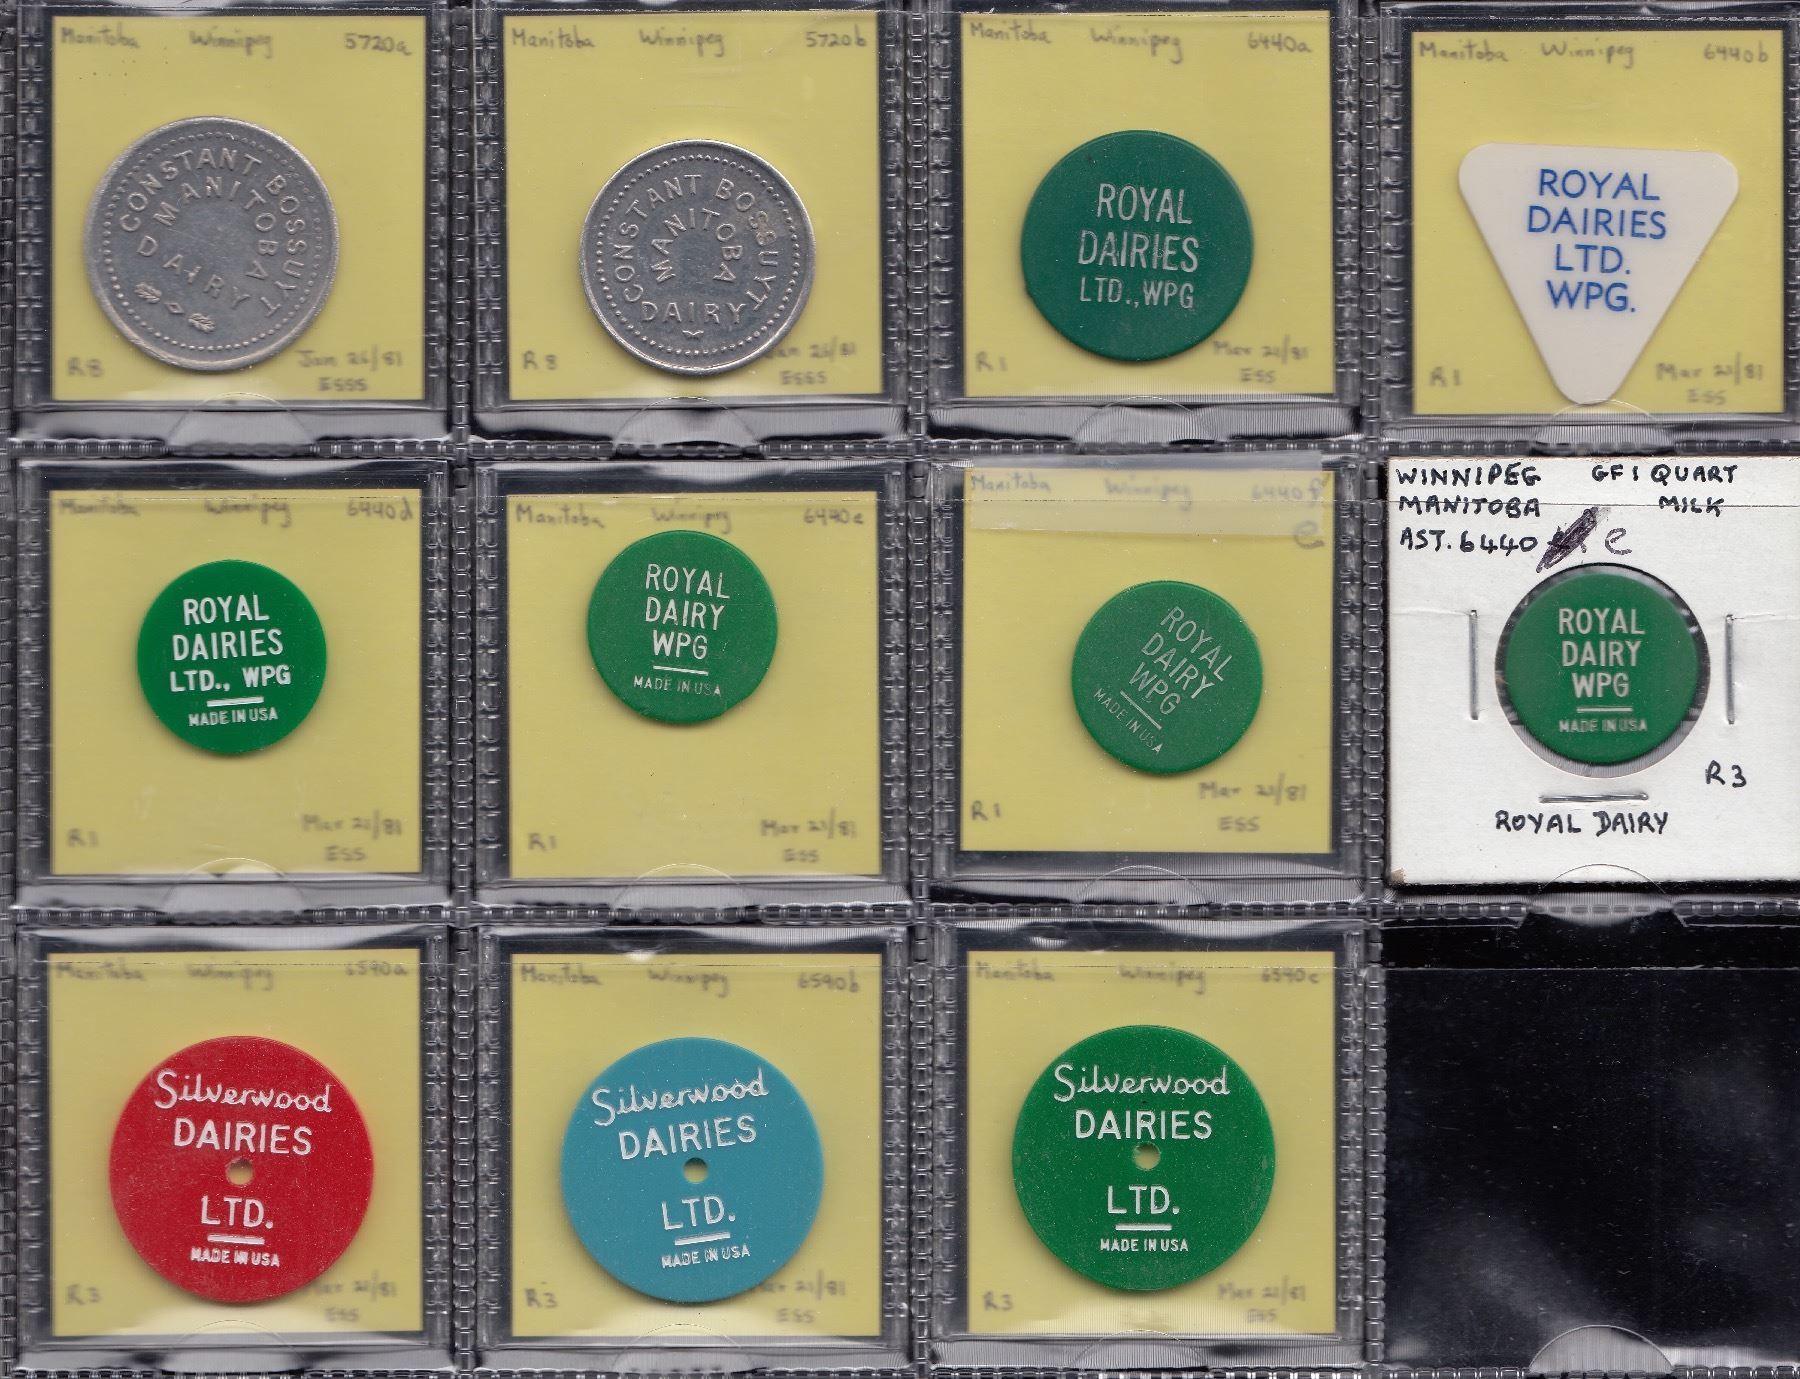 Manitoba Winnipeg 5720a
CONSTANT BOSSUYT
MANITOBA
DAIRY
R8 Jan 26/81
ESSS
Manitoba Winnipeg 5720b
CONSTANT BOSSUYT
MANITOBA
DAIRY
R8 Jan 26/81
ESSS
Manitoba Winnipeg 6440a
ROYAL
DAIRIES
LTD., WPG
R1 Mar 21/81
ESS
Manitoba Winnipeg 6440b
ROYAL
DAIRIES
LTD.
WPG.
R1 Mar 21/81
ESS
Manitoba Winnipeg 6440d
ROYAL
DAIRIES
LTD., WPG
MADE IN USA
R1 Mar 21/81
ESS
Manitoba Winnipeg 6440e
ROYAL
DAIRY
WPG
MADE IN USA
R1 Mar 21/81
ESS
Manitoba Winnipeg 6440f
e
ROYAL
DAIRY
WPG
MADE IN USA
R1 Mar 21/81
ESS
WINNIPEG GF 1 QUART
MANITOBA MILK
AST. 6440 e
ROYAL
DAIRY
WPG
MADE IN USA
R3
ROYAL DAIRY
Manitoba Winnipeg 6590a
Silverwood
DAIRIES
LTD.
MADE IN USA
R3 Mar 21/81
ESS
Manitoba Winnipeg 6590b
Silverwood
DAIRIES
LTD.
MADE IN USA
R3 Mar 21/81
ESS
Manitoba Winnipeg 6590c
Silverwood
DAIRIES
LTD.
MADE IN USA
R3 Mar 21/81
ESS